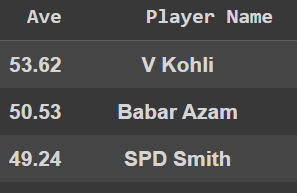 Ave Player Name
53.62 V Kohli
50.53 Babar Azam
49.24 SPD Smith